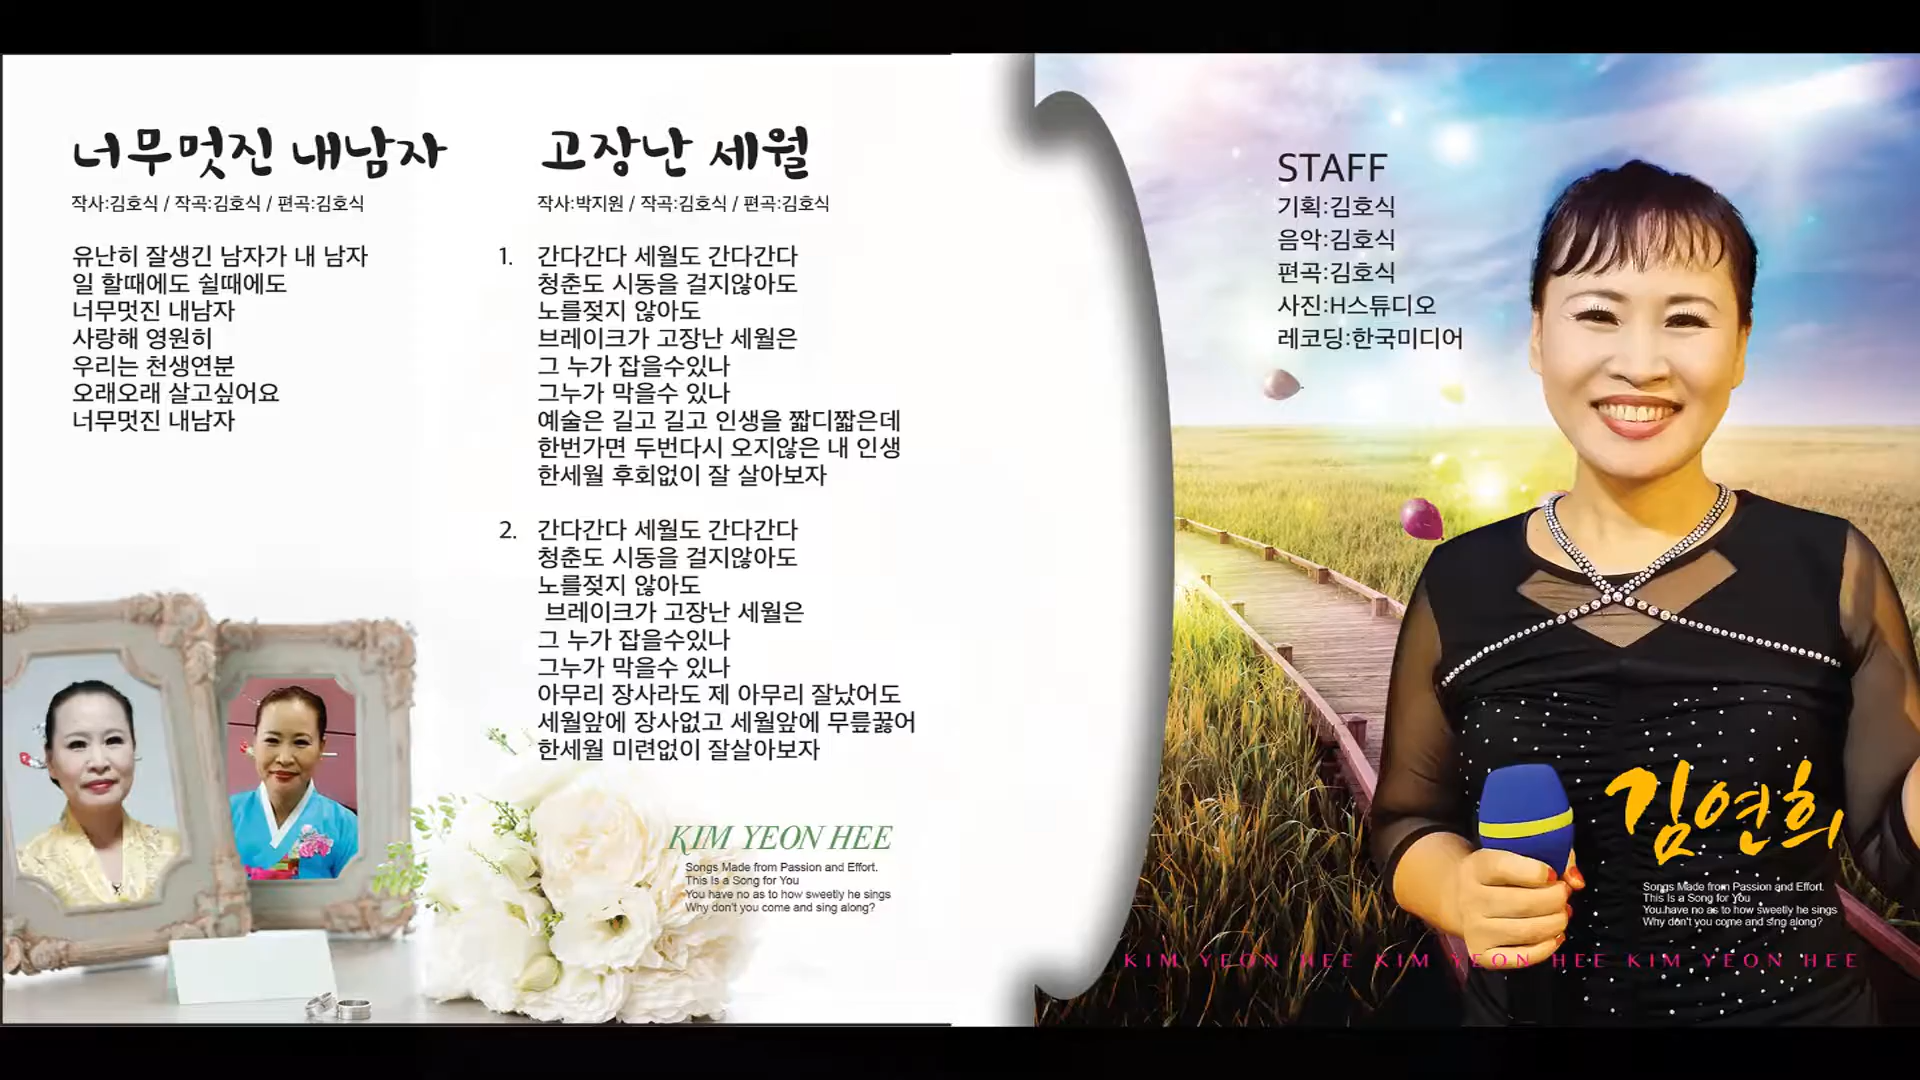 너무멋진 내남자
작사:김호식 / 작곡:김호식 / 편곡:김호식
유난히 잘생긴 남자가 내 남자
일 할때에도 쉴때에도
너무멋진 내남자
사랑해 영원히
우리는 천생연분
오래오래 살고싶어요
너무멋진 내남자
고장난 세월
작사:박지원 / 작곡:김호식 / 편곡:김호식
1. 간다간다 세월도 간다간다
청춘도 시동을 걸지않아도
노를젖지 않아도
브레이크가 고장난 세월은
그 누가 잡을수있나
그누가 막을수 있나
예술은 길고 길고 인생을 짧디짧은데
한번가면 두번다시 오지않은 내 인생
한세월 후회없이 잘 살아보자
2. 간다간다 세월도 간다간다
청춘도 시동을 걸지않아도
노를젖지 않아도
브레이크가 고장난 세월은
그 누가 잡을수있나
그누가 막을수 있나
아무리 장사라도 제 아무리 잘났어도
세월앞에 장사없고 세월앞에 무릎꿇어
한세월 미련없이 잘살아보자
KIM YEON HEE
Songs Made from Passion and Effort.
This Is a Song for You
You have no as to how sweetly he sings
Why don't you come and sing along?
STAFF
기획:김호식
음악:김호식
편곡:김호식
사진:H스튜디오
레코딩:한국미디어
김연희
Songs Made from Passion and Effort.
This Is a Song for You
You have no as to how sweetly he sings
Why don't you come and sing along?
KIM YEON HEE KIM YEON HEE KIM YEON HEE